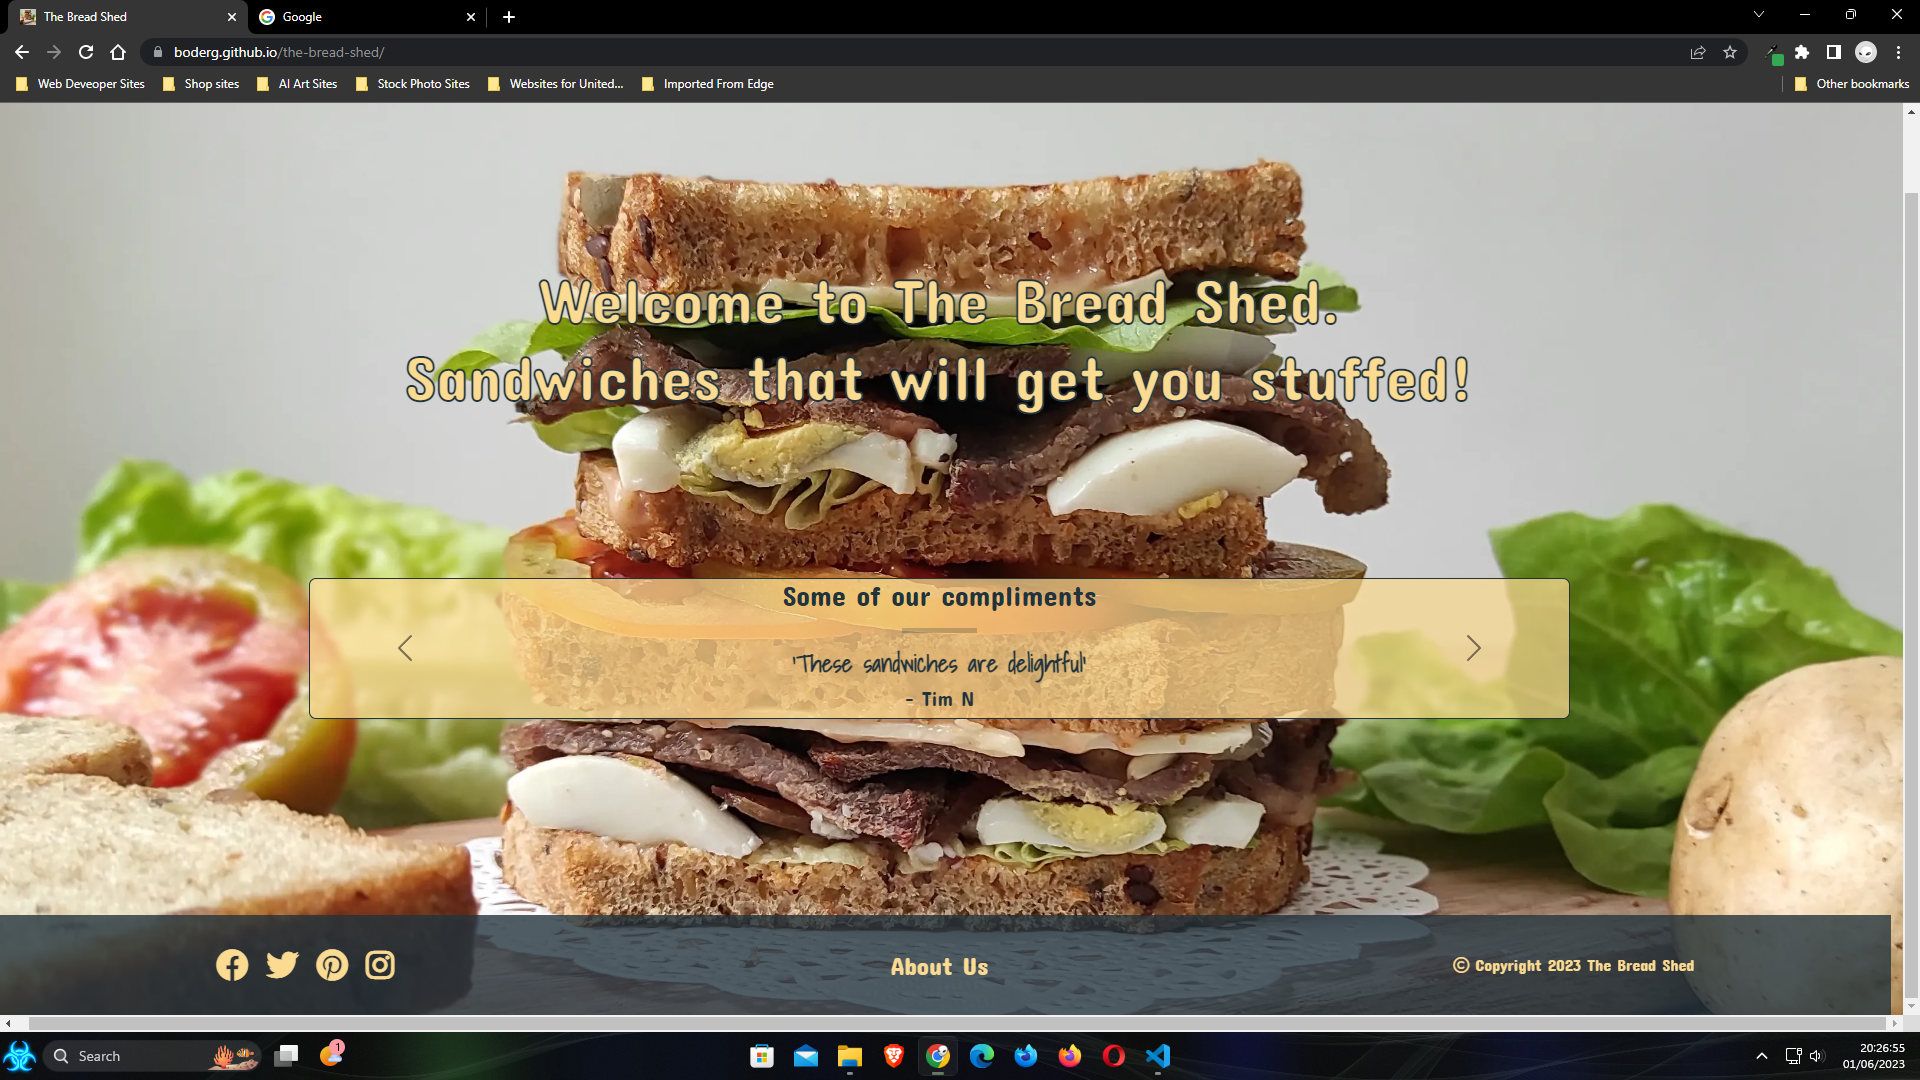 The Bread Shed
Google
boderg.github.io/the-bread-shed/
Web Deveoper Sites
Shop sites
AI Art Sites
Stock Photo Sites
Websites for United...
Imported From Edge
Other bookmarks
Welcome to The Bread Shed.
Sandwiches that will get you stuffed!
Some of our compliments
'These sandwiches are delightful'
- Tim N
About Us
© Copyright 2023 The Bread Shed
Search
1
20:26:55
01/06/2023